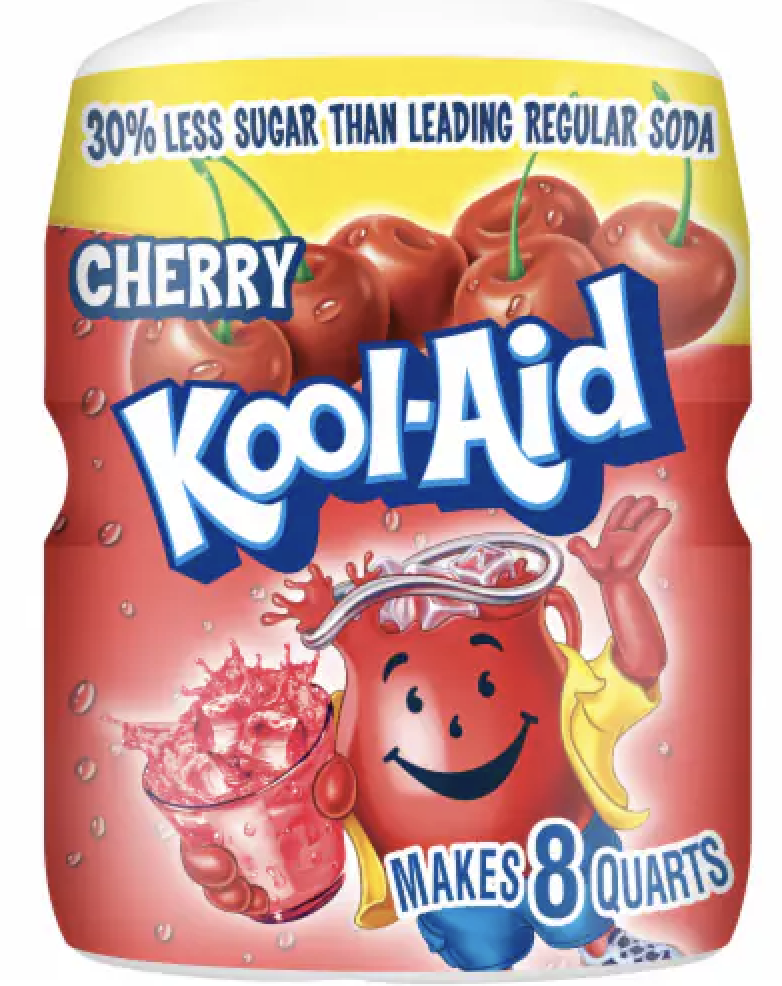 30% LESS SUGAR THAN LEADING REGULAR SODA
CHERRY
Kool-Aid
MAKES 8 QUARTS